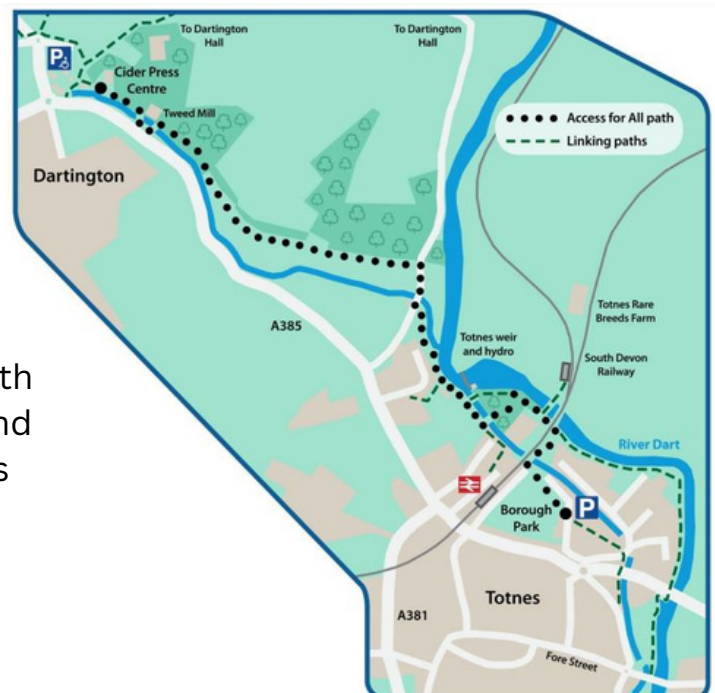 To Dartington
Hall
To Dartington
Hall
P
Cider Press
Centre
Tweed Mill
Access for All path
Linking paths
Dartington
A385
Totnes Rare
Breeds Farm
Totnes weir
and hydro
South Devon
Railway
th
nd
s
River Dart
Borough
Park
P
Totnes
A381
Fore Street